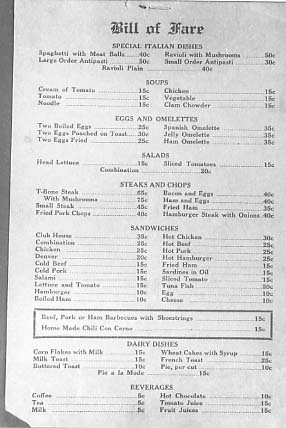 Bill of Fare
SPECIAL ITALIAN DISHES
Spaghetti with Meat Balls 40c Ravioli with Mushrooms 50c
Large Order Antipasti 50c Small Order Antipasti 30c
Ravioli Plain 40c
SOUPS
Cream of Tomato 15c Chicken 15c
Tomato 15c Vegetable 15c
Noodle 15c Clam Chowder 15c
EGGS AND OMELETTES
Two Boiled Eggs 25c Spanish Omelette 35c
Two Eggs Poached on Toast 30c Jelly Omelette 35c
Two Eggs Fried 25c Ham Omelette 35c
SALADS
Head Lettuce 15c Sliced Tomatoes 15c
Combination 20c
STEAKS AND CHOPS
T-Bone Steak 65c Bacon and Eggs 40c
With Mushrooms 75c Ham and Eggs 40c
Small Steak 45c Fried Ham 35c
Fried Pork Chops 40c Hamburger Steak with Onions 40c
SANDWICHES
Club House 35c Hot Chicken 30c
Combination 25c Hot Beef 25c
Chicken 25c Hot Pork 25c
Denver 20c Hot Hamburger 25c
Cold Beef 15c Fried Ham 15c
Cold Pork 15c Sardines in Oil 15c
Salami 15c Sliced Tomato 15c
Lettuce and Tomato 15c Tuna Fish 20c
Hamburger 10c Egg 10c
Boiled Ham 10c Cheese 10c
Beef, Pork or Ham Barbecues with Shoestrings 15c
Home Made Chili Con Carne 15c
DAIRY DISHES
Corn Flakes with Milk 15c Wheat Cakes with Syrup 15c
Milk Toast 15c French Toast 25c
Buttered Toast 10c Pie, per cut 10c
Pie a la Mode 15c
BEVERAGES
Coffee 5c Hot Chocolate 10c
Tea 5c Tomato Juice 15c
Milk 5c Fruit Juices 15c